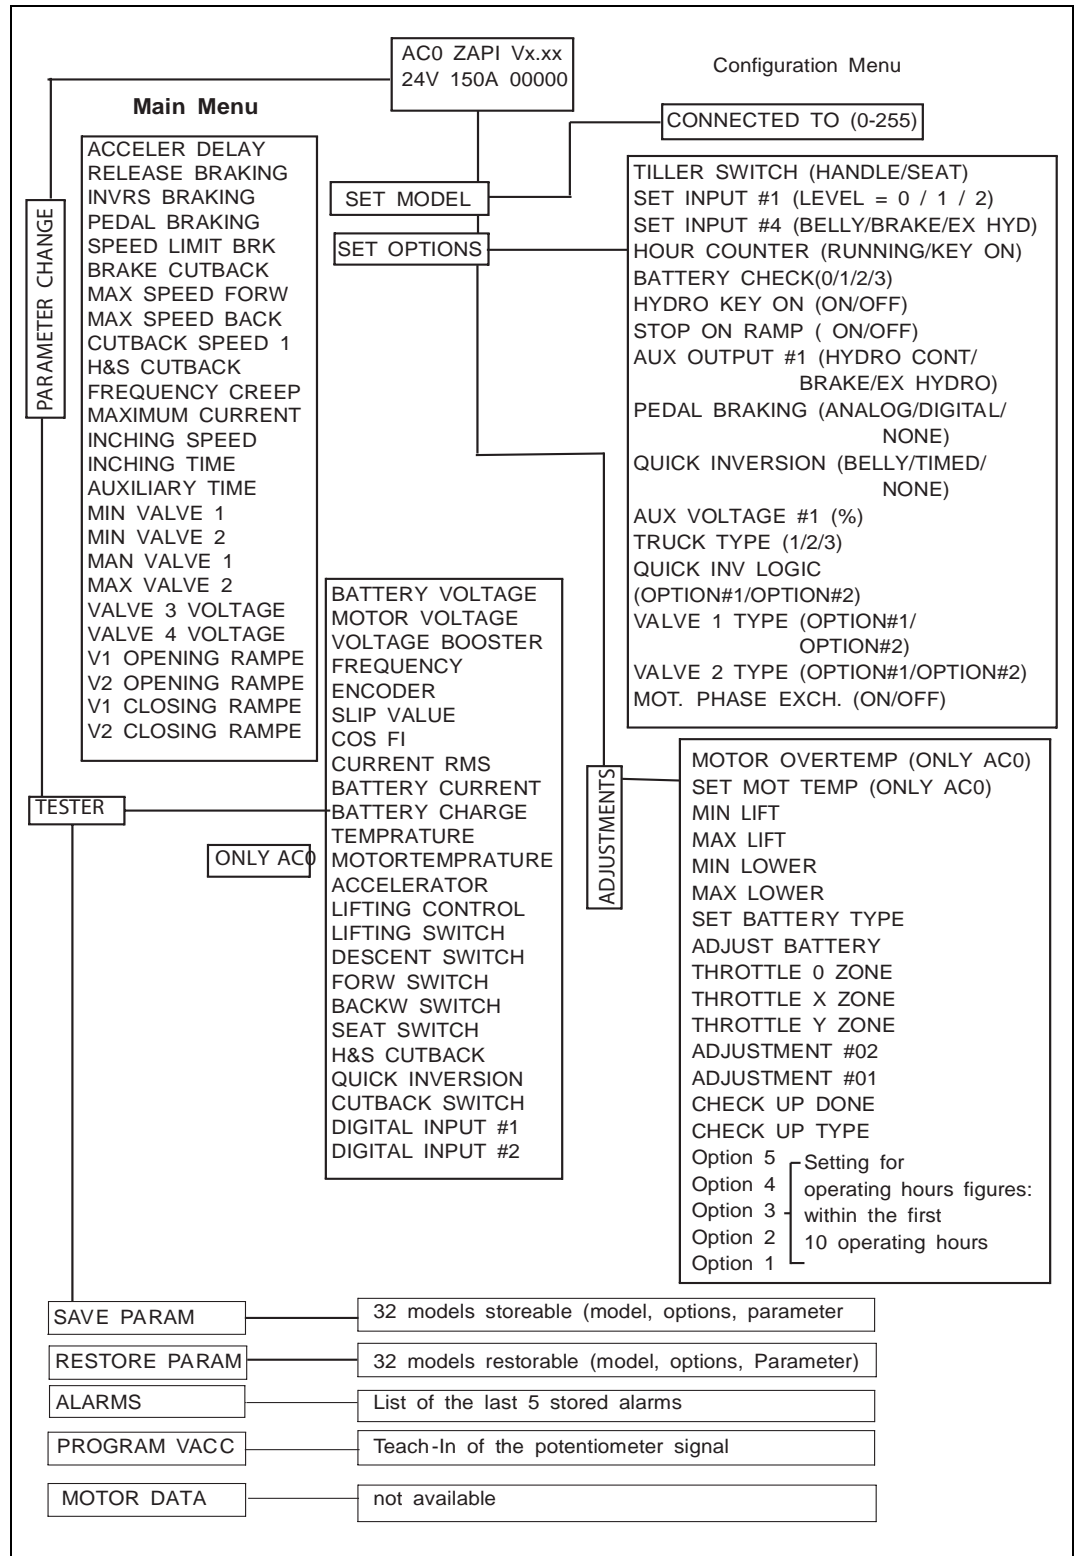 AC0 ZAPI Vx.xx
24V 150A 00000
Configuration Menu
Main Menu
CONNECTED TO (0-255)
PARAMETER CHANGE
ACCELER DELAY
RELEASE BRAKING
INVRS BRAKING
PEDAL BRAKING
SPEED LIMIT BRK
BRAKE CUTBACK
MAX SPEED FORW
MAX SPEED BACK
CUTBACK SPEED 1
H&S CUTBACK
FREQUENCY CREEP
MAXIMUM CURRENT
INCHING SPEED
INCHING TIME
AUXILIARY TIME
MIN VALVE 1
MIN VALVE 2
MAN VALVE 1
MAX VALVE 2
VALVE 3 VOLTAGE
VALVE 4 VOLTAGE
V1 OPENING RAMPE
V2 OPENING RAMPE
V1 CLOSING RAMPE
V2 CLOSING RAMPE
SET MODEL
SET OPTIONS
TILLER SWITCH (HANDLE/SEAT)
SET INPUT #1 (LEVEL = 0 / 1 / 2)
SET INPUT #4 (BELLY/BRAKE/EX HYD)
HOUR COUNTER (RUNNING/KEY ON)
BATTERY CHECK(0/1/2/3)
HYDRO KEY ON (ON/OFF)
STOP ON RAMP ( ON/OFF)
AUX OUTPUT #1 (HYDRO CONT/
BRAKE/EX HYDRO)
PEDAL BRAKING (ANALOG/DIGITAL/
NONE)
QUICK INVERSION (BELLY/TIMED/
NONE)
AUX VOLTAGE #1 (%)
TRUCK TYPE (1/2/3)
QUICK INV LOGIC
(OPTION#1/OPTION#2)
VALVE 1 TYPE (OPTION#1/
OPTION#2)
VALVE 2 TYPE (OPTION#1/OPTION#2)
MOT. PHASE EXCH. (ON/OFF)
TESTER
ONLY AC0
BATTERY VOLTAGE
MOTOR VOLTAGE
VOLTAGE BOOSTER
FREQUENCY
ENCODER
SLIP VALUE
COS FI
CURRENT RMS
BATTERY CURRENT
BATTERY CHARGE
TEMPRATURE
MOTORTEMPRATURE
ACCELERATOR
LIFTING CONTROL
LIFTING SWITCH
DESCENT SWITCH
FORW SWITCH
BACKW SWITCH
SEAT SWITCH
H&S CUTBACK
QUICK INVERSION
CUTBACK SWITCH
DIGITAL INPUT #1
DIGITAL INPUT #2
ADJUSTMENTS
MOTOR OVERTEMP (ONLY AC0)
SET MOT TEMP (ONLY AC0)
MIN LIFT
MAX LIFT
MIN LOWER
MAX LOWER
SET BATTERY TYPE
ADJUST BATTERY
THROTTLE 0 ZONE
THROTTLE X ZONE
THROTTLE Y ZONE
ADJUSTMENT #02
ADJUSTMENT #01
CHECK UP DONE
CHECK UP TYPE
Option 5
Option 4
Option 3
Option 2
Option 1
Setting for
operating hours figures:
within the first
10 operating hours
SAVE PARAM
32 models storeable (model, options, parameter
RESTORE PARAM
32 models restorable (model, options, Parameter)
ALARMS
List of the last 5 stored alarms
PROGRAM VACC
Teach-In of the potentiometer signal
MOTOR DATA
not available